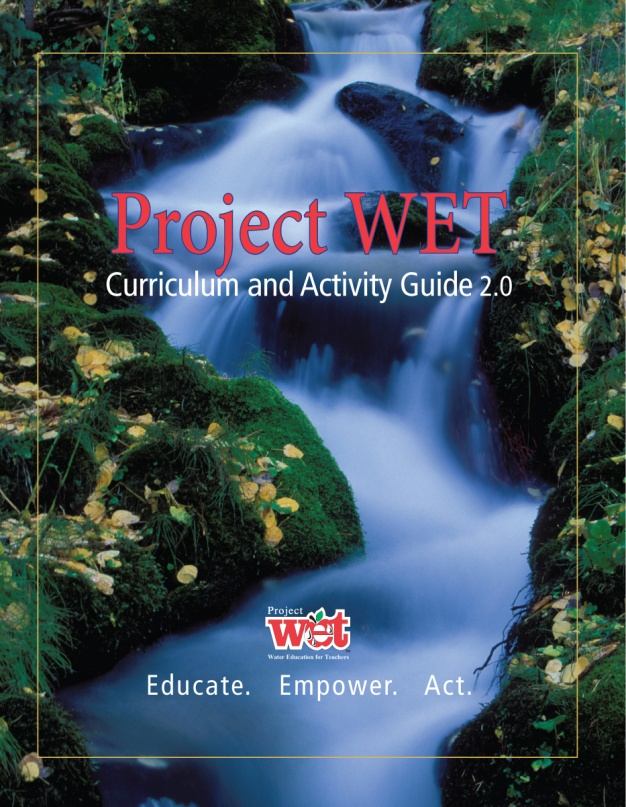 Project WET
Curriculum and Activity Guide 2.0
Project
wet
Water Education for Teachers
Educate. Empower. Act.